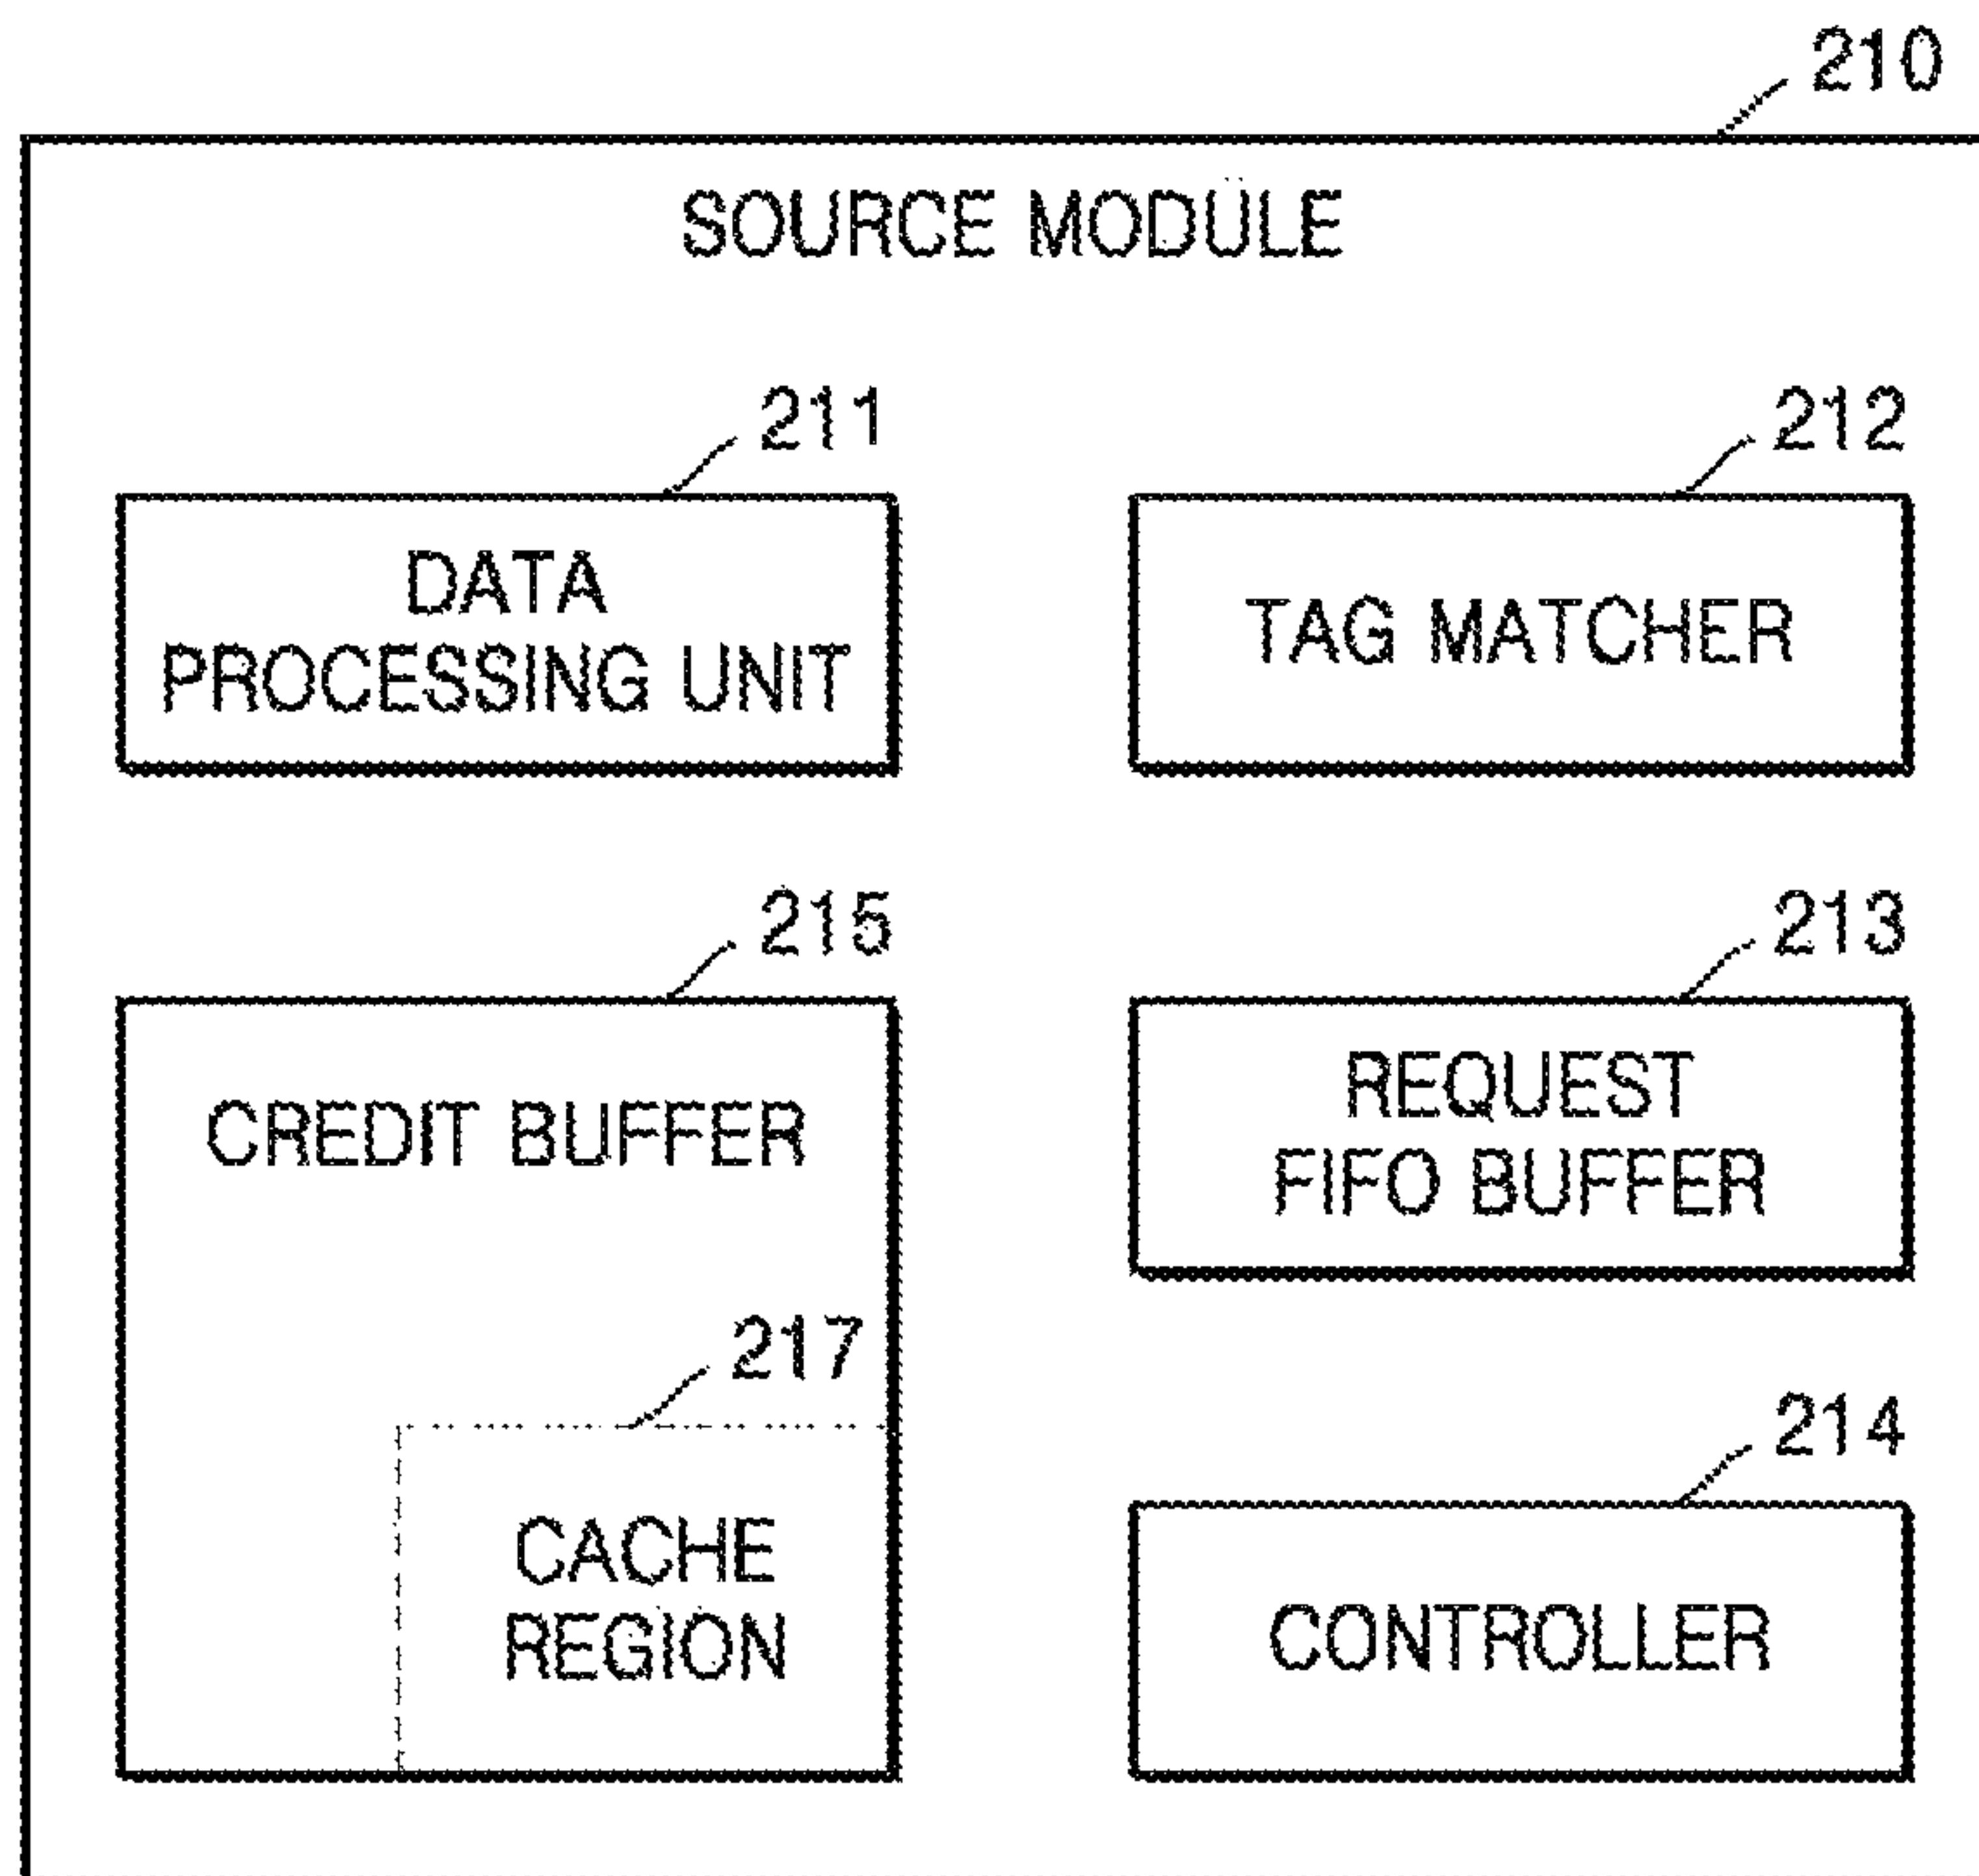 210
SOURCE MODULE
211
DATA
PROCESSING UNIT
212
TAG MATCHER
215
CREDIT BUFFER
217
CACHE
REGION
213
REQUEST
FIFO BUFFER
214
CONTROLLER